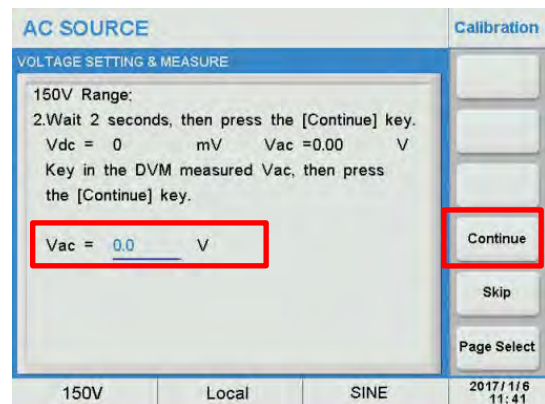 AC SOURCE
Calibration
VOLTAGE SETTING & MEASURE
150V Range:
2.Wait 2 seconds, then press the [Continue] key.
Vdc = 0 mV Vac =0.00 V
Key in the DVM measured Vac, then press
the [Continue] key.
Vac = 0.0 V
Continue
Skip
Page Select
150V Local SINE 2017/1/6
11:41